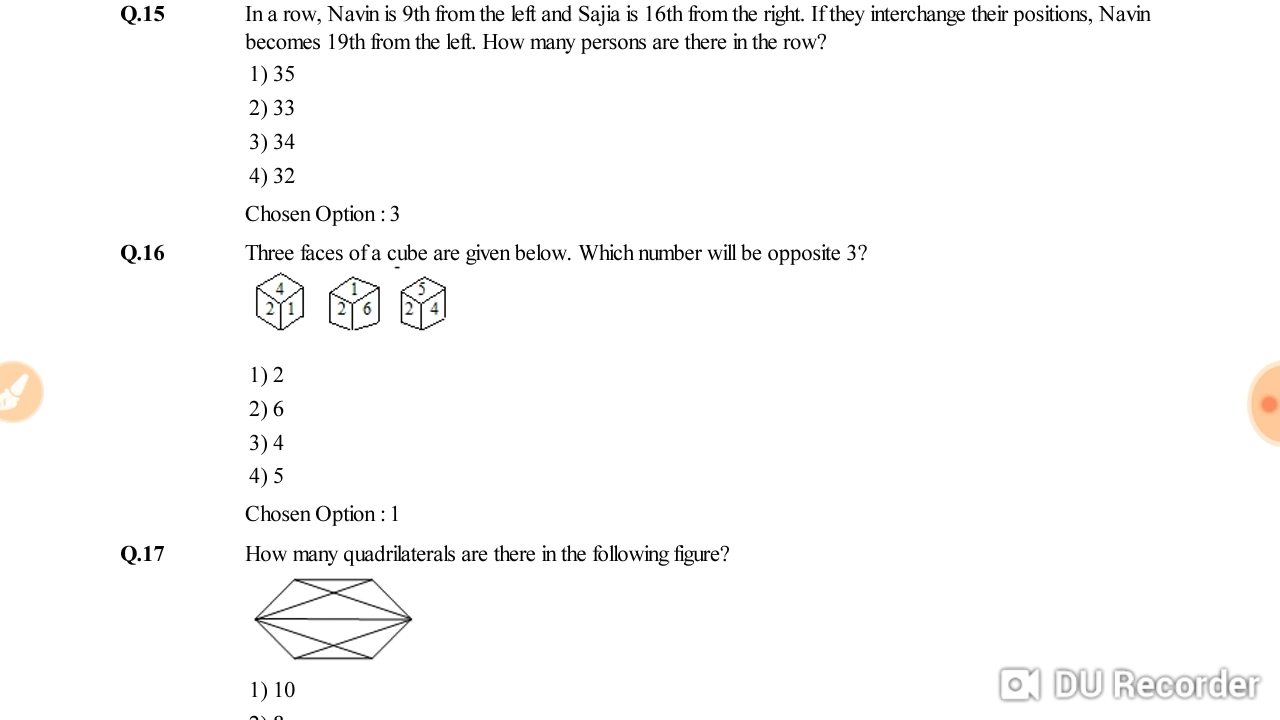 Q.15 In a row, Navin is 9th from the left and Sajia is 16th from the right. If they interchange their positions, Navin
becomes 19th from the left. How many persons are there in the row?
1) 35
2) 33
3) 34
4) 32
Chosen Option : 3
Q.16 Three faces of a cube are given below. Which number will be opposite 3?
4 1 5
2 1 2 6 2 4
1) 2
2) 6
3) 4
4) 5
Chosen Option : 1
Q.17 How many quadrilaterals are there in the following figure?
1) 10
DU Recorder